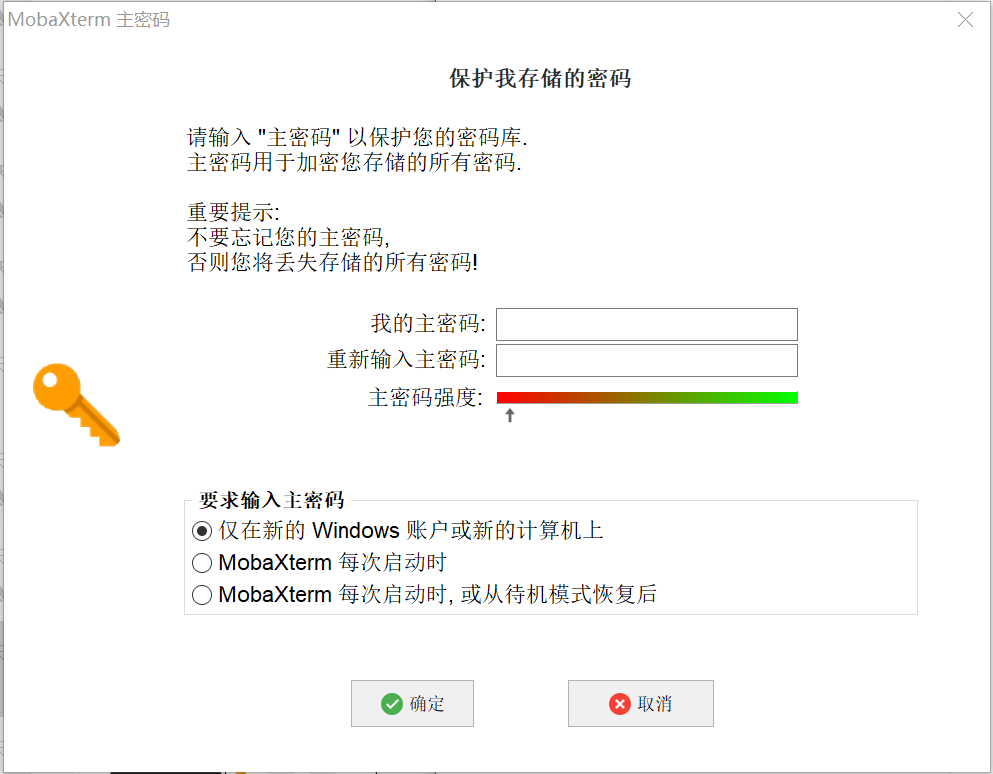 MobaXterm 主密码
保护我存储的密码
请输入 "主密码" 以保护您的密码库.
主密码用于加密您存储的所有密码.
重要提示:
不要忘记您的主密码,
否则您将丢失存储的所有密码!
我的主密码:
重新输入主密码:
主密码强度:
要求输入主密码
仅在新的 Windows 账户或新的计算机上
MobaXterm 每次启动时
MobaXterm 每次启动时, 或从待机模式恢复后
确定
取消